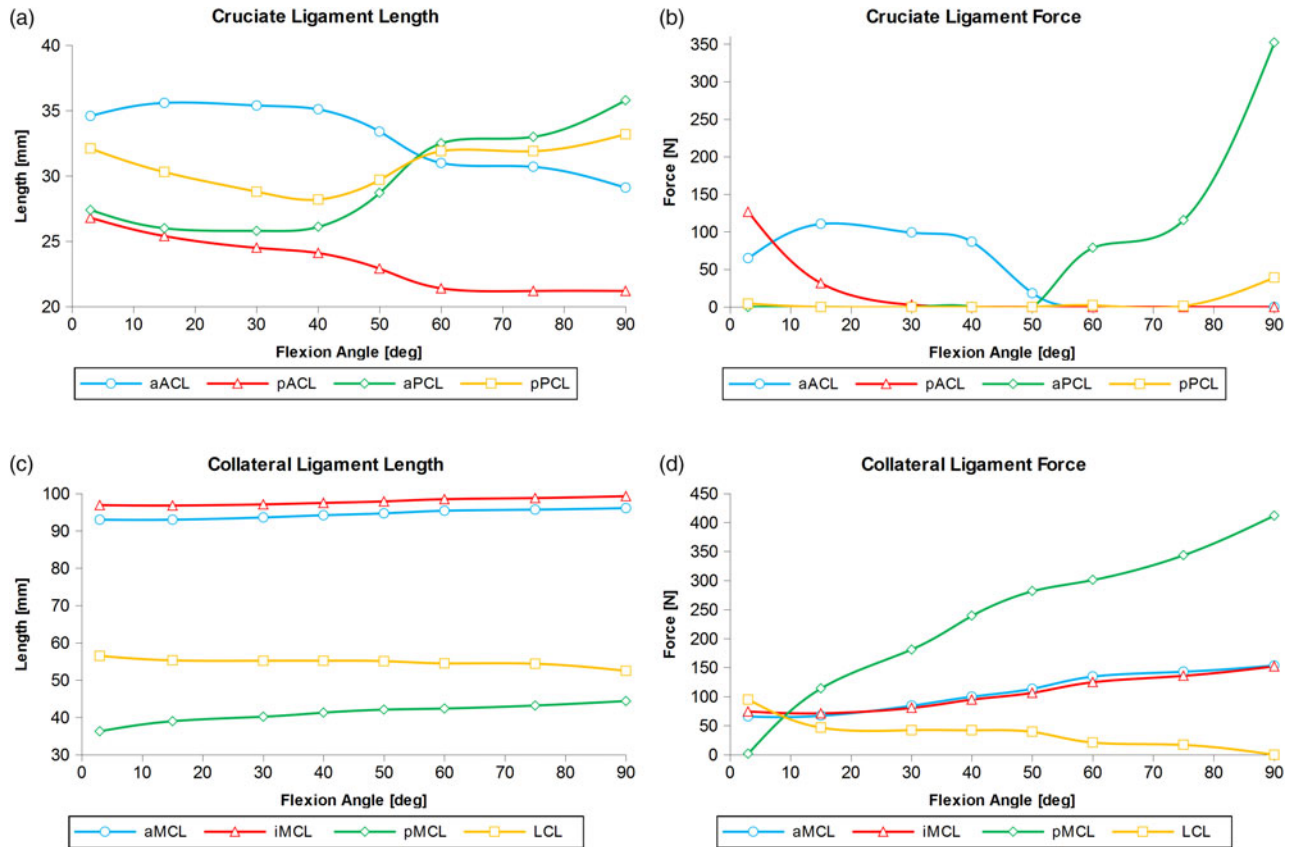 (a)
Cruciate Ligament Length
40
35
30
25
20
Length [mm]
0 10 20 30 40 50 60 70 80 90
Flexion Angle [deg]
aACL pACL aPCL pPCL
(b)
Cruciate Ligament Force
350
300
250
200
150
100
50
0
Force [N]
0 10 20 30 40 50 60 70 80 90
Flexion Angle [deg]
aACL pACL aPCL pPCL
(c)
Collateral Ligament Length
100
90
80
70
60
50
40
30
Length [mm]
0 10 20 30 40 50 60 70 80 90
Flexion Angle [deg]
aMCL iMCL pMCL LCL
(d)
Collateral Ligament Force
450
400
350
300
250
200
150
100
50
0
Force [N]
0 10 20 30 40 50 60 70 80 90
Flexion Angle [deg]
aMCL iMCL pMCL LCL